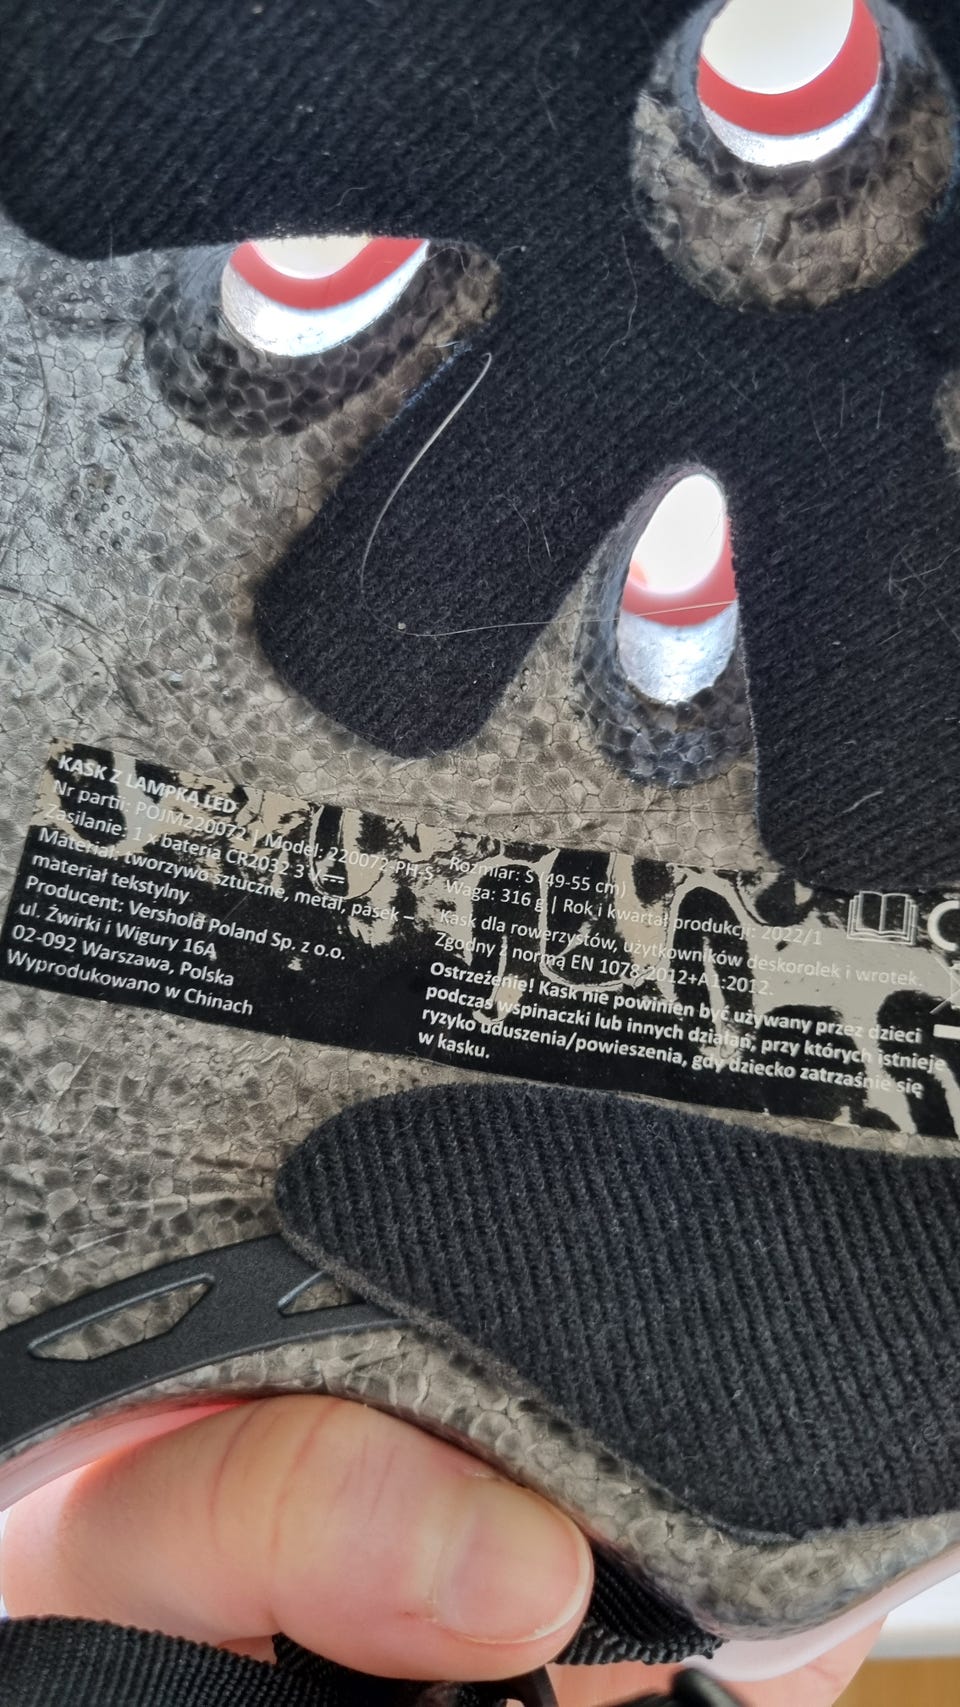 KASK Z LAMPKĄ LED
Nr partii: POJM220072 | Model: 220072-PH-S
Zasilanie: 1 x bateria CR2032 3 V
Materiał: tworzywo sztuczne, metal, pasek –
materiał tekstylny
Producent: Vershold Poland Sp. z o.o.
ul. Żwirki i Wigury 16A
02-092 Warszawa, Polska
Wyprodukowano w Chinach
Rozmiar: S (49-55 cm)
Waga: 316 g | Rok i kwartał produkcji: 2022/1
Kask dla rowerzystów, użytkowników deskorolek i wrotek.
Zgodny z normą EN 1078:2012+A1:2012.
Ostrzeżenie! Kask nie powinien być używany przez dzieci
podczas wspinaczki lub innych działań, przy których istnieje
ryzyko uduszenia/powieszenia, gdy dziecko zatrzaśnie się
w kasku.